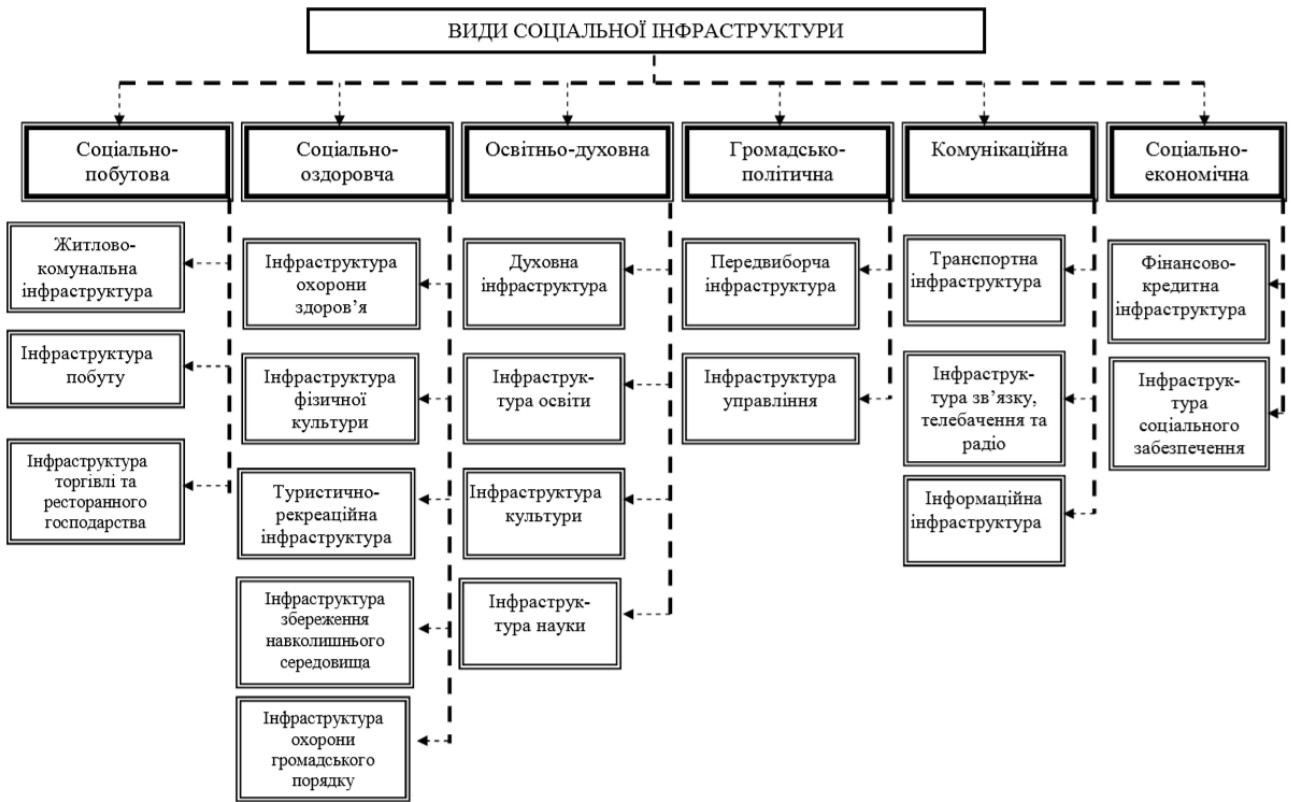 ВИДИ СОЦІАЛЬНОЇ ІНФРАСТРУКТУРИ
Соціально-
побутова
Житлово-
комунальна
інфраструктура
Інфраструктура
побуту
Інфраструктура
торгівлі та
ресторанного
господарства
Соціально-
оздоровча
Інфраструктура
охорони
здоров’я
Інфраструктура
фізичної
культури
Туристично-
рекреаційна
інфраструктура
Інфраструктура
збереження
навколишнього
середовища
Інфраструктура
охорони
громадського
порядку
Освітньо-духовна
Духовна
інфраструктура
Інфраструк-
тура освіти
Інфраструктура
культури
Інфраструк-
тура науки
Громадсько-
політична
Передвиборча
інфраструктура
Інфраструктура
управління
Комунікаційна
Транспортна
інфраструктура
Інфраструк-
тура зв’язку,
телебачення та
радіо
Інформаційна
інфраструктура
Соціально-
економічна
Фінансово-
кредитна
інфраструктура
Інфраструк-
тура
соціального
забезпечення